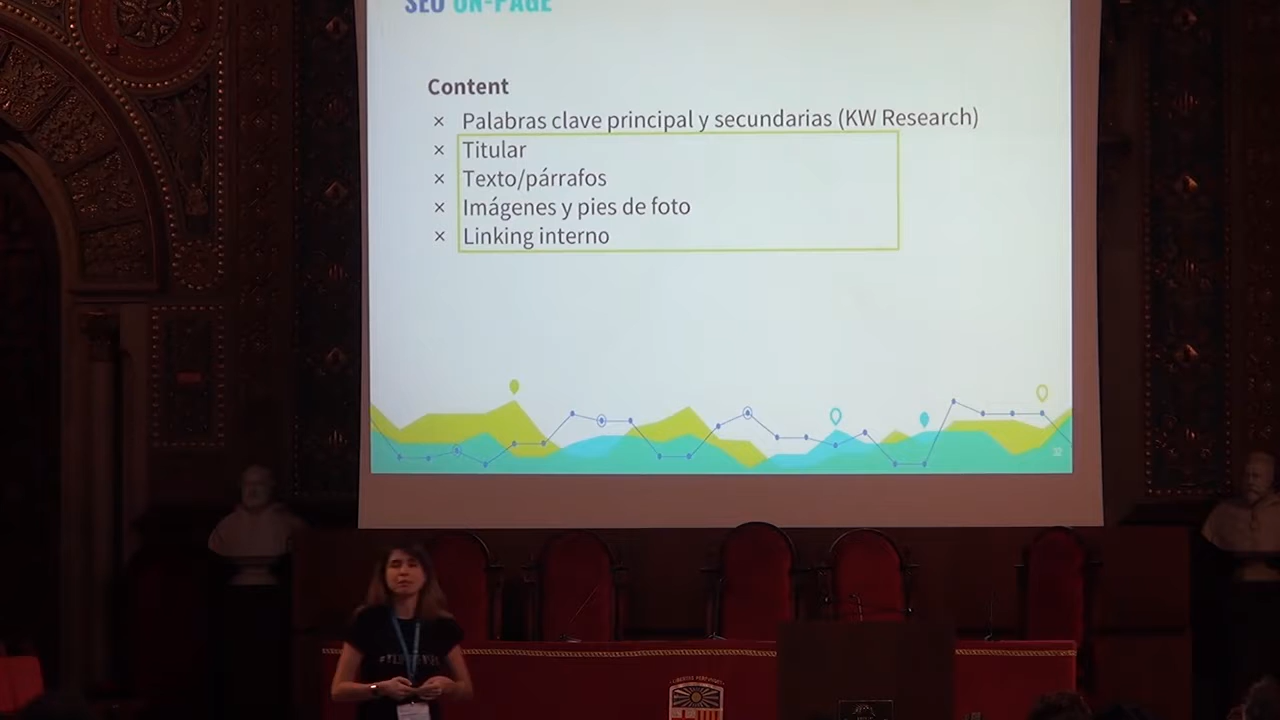 SEO ON-PAGE
Content
× Palabras clave principal y secundarias (KW Research)
× Titular
× Texto/párrafos
× Imágenes y pies de foto
× Linking interno
32